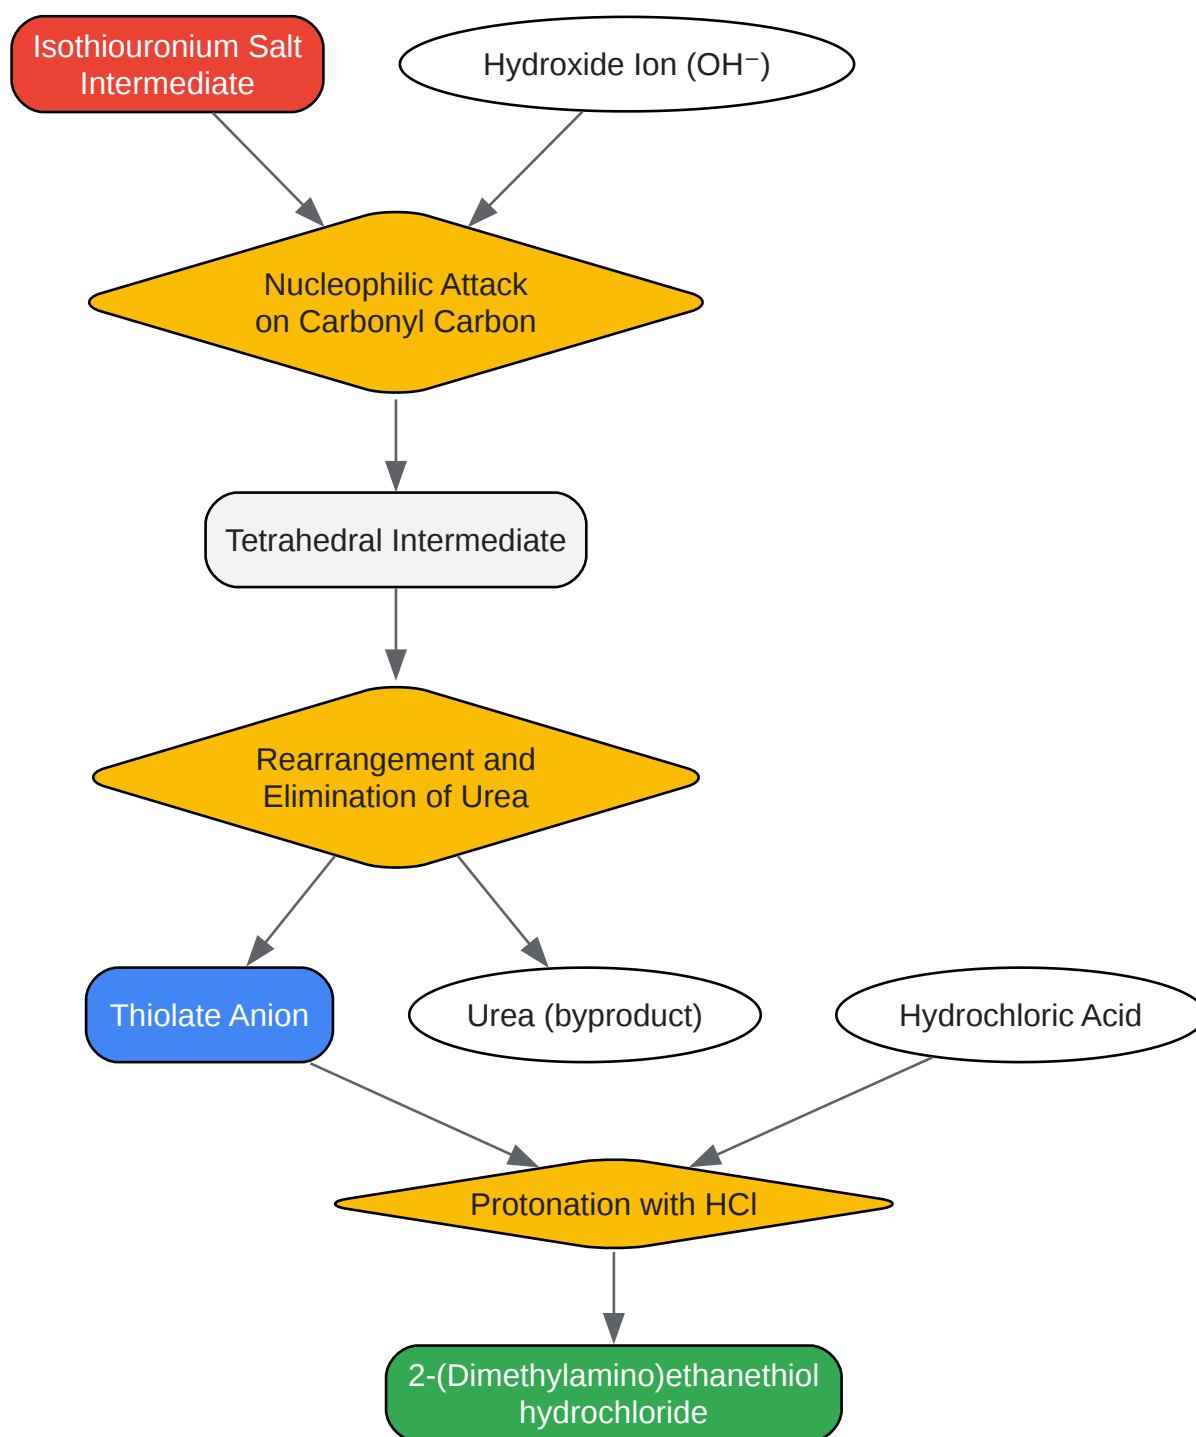 Isothiouronium Salt
Intermediate
Hydroxide Ion (OH⁻)
Nucleophilic Attack
on Carbonyl Carbon
Tetrahedral Intermediate
Rearrangement and
Elimination of Urea
Thiolate Anion
Urea (byproduct)
Hydrochloric Acid
Protonation with HCl
2-(Dimethylamino)ethanethiol
hydrochloride